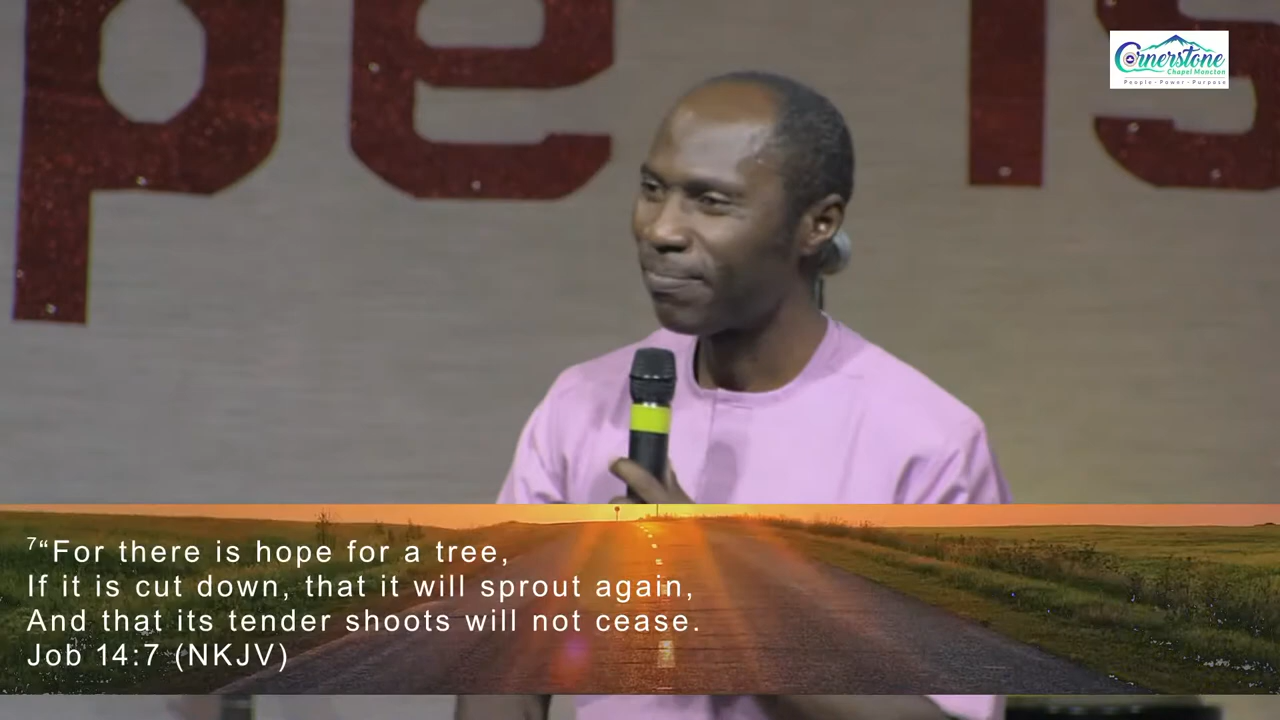 pe is
Cornerstone
Chapel Moncton
People - Power - Purpose
7“For there is hope for a tree,
If it is cut down, that it will sprout again,
And that its tender shoots will not cease.
Job 14:7 (NKJV)